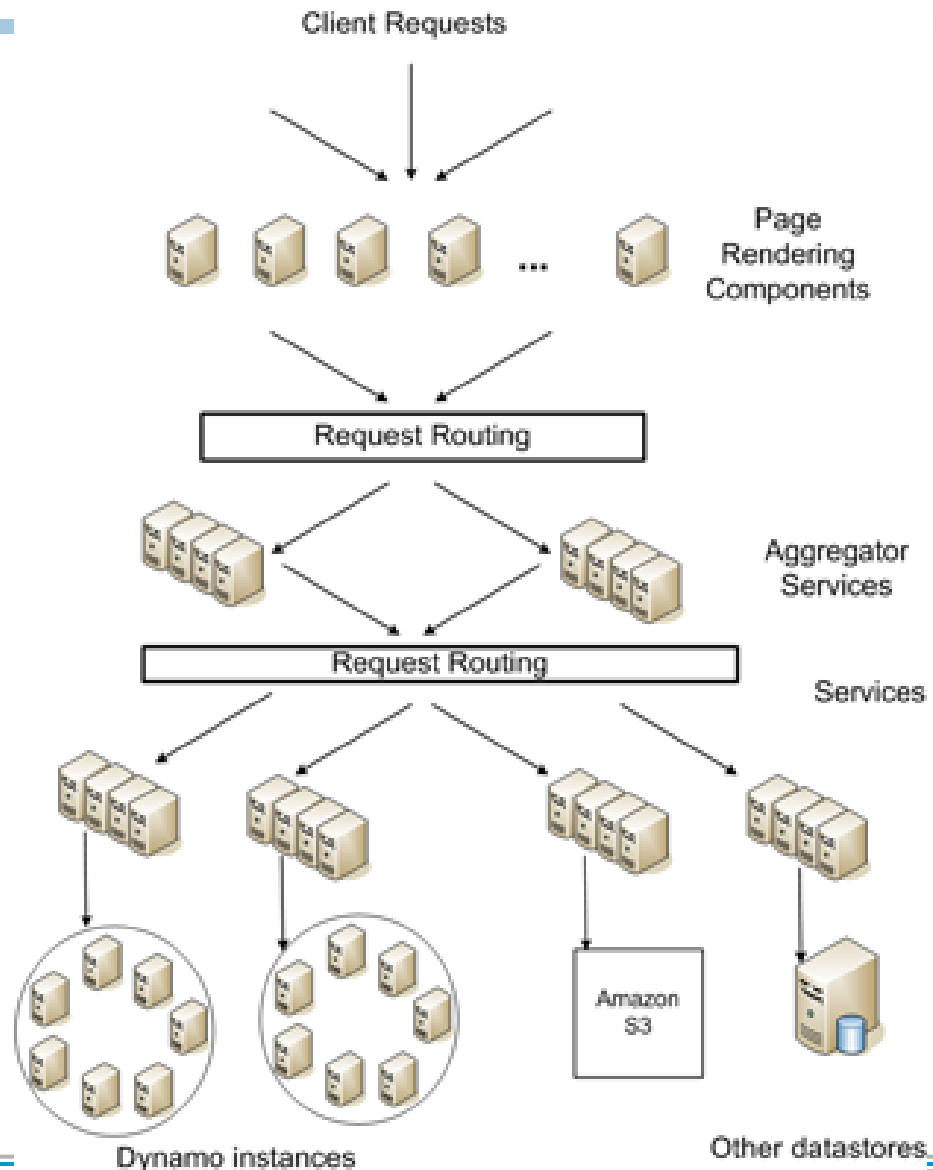 Client Requests
Page
Rendering
Components
...
Request Routing
Aggregator
Services
Request Routing
Services
Amazon
S3
Dynamo instances
Other datastores